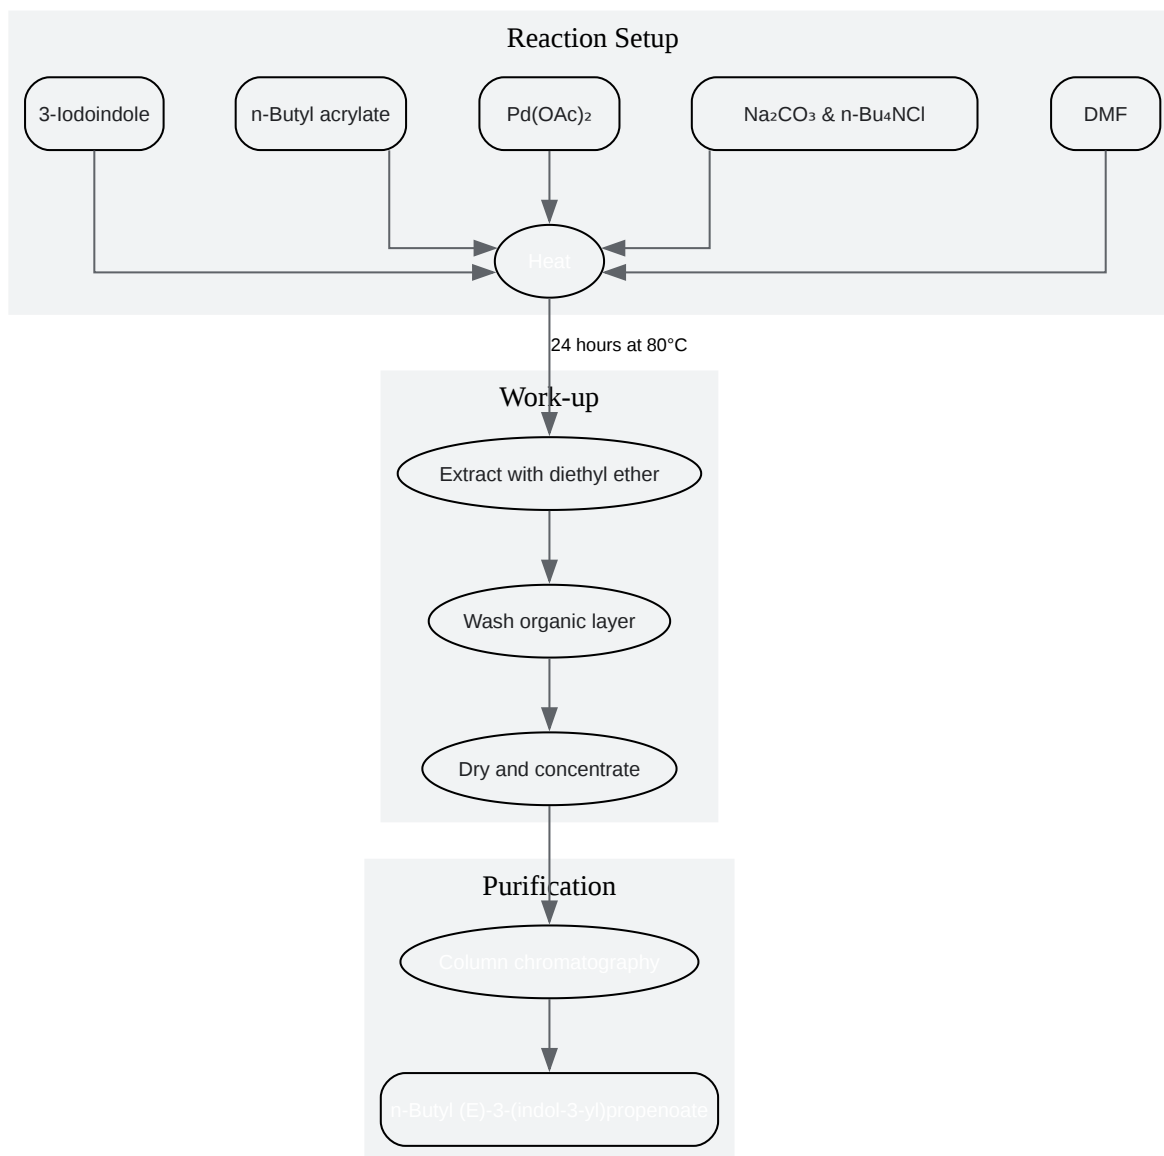 Reaction Setup
3-Iodoindole
n-Butyl acrylate
Pd(OAc)₂
Na₂CO₃ & n-Bu₄NCl
DMF
Heat
24 hours at 80°C
Work-up
Extract with diethyl ether
Wash organic layer
Dry and concentrate
Purification
Column chromatography
n-Butyl (E)-3-(indol-3-yl)propenoate